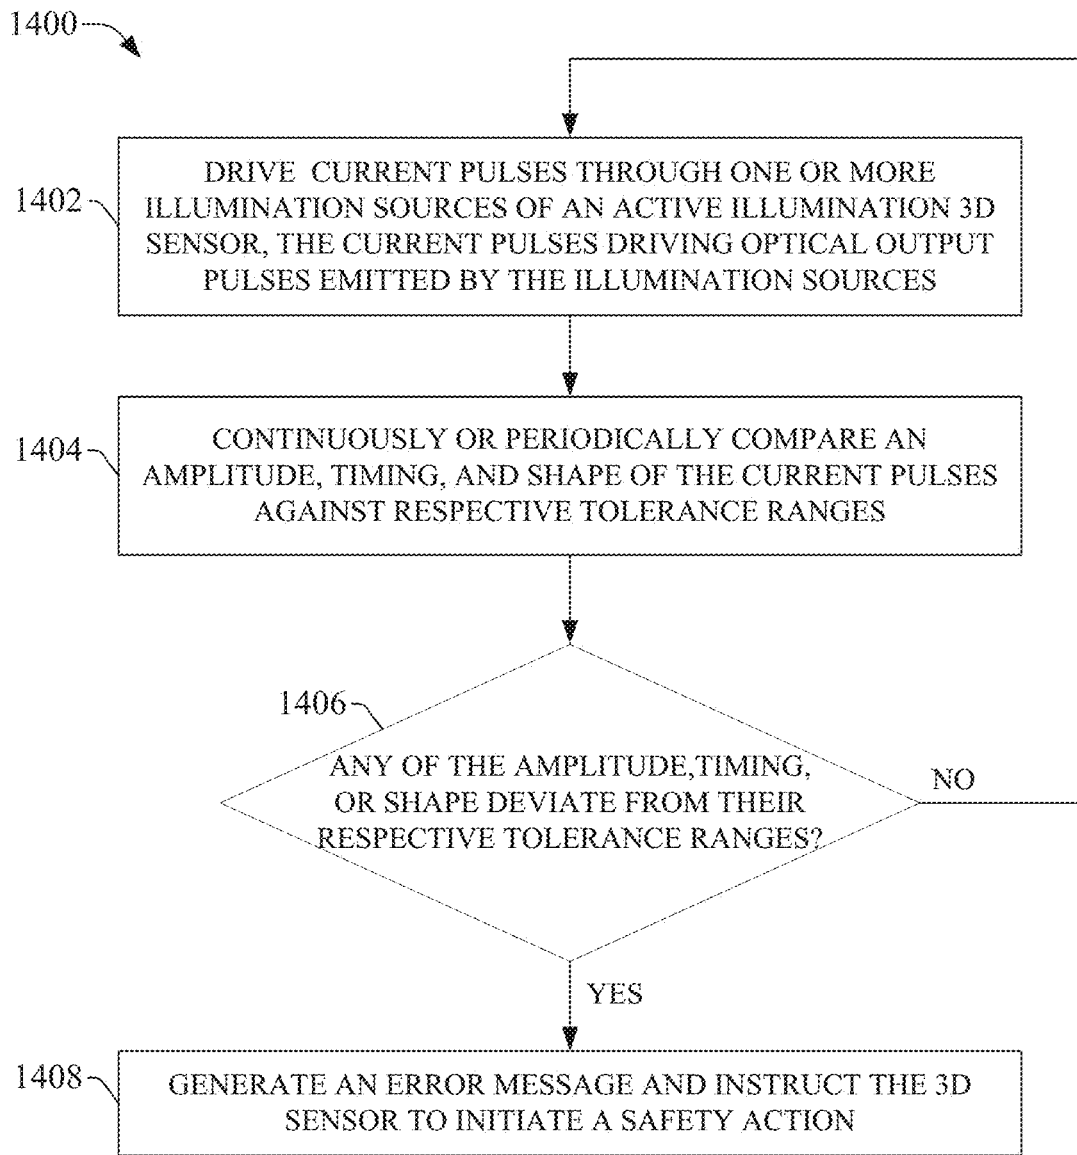 1400
1402
DRIVE CURRENT PULSES THROUGH ONE OR MORE
ILLUMINATION SOURCES OF AN ACTIVE ILLUMINATION 3D
SENSOR, THE CURRENT PULSES DRIVING OPTICAL OUTPUT
PULSES EMITTED BY THE ILLUMINATION SOURCES
1404
CONTINUOUSLY OR PERIODICALLY COMPARE AN
AMPLITUDE, TIMING, AND SHAPE OF THE CURRENT PULSES
AGAINST RESPECTIVE TOLERANCE RANGES
1406
ANY OF THE AMPLITUDE,TIMING,
OR SHAPE DEVIATE FROM THEIR
RESPECTIVE TOLERANCE RANGES?
NO
YES
1408
GENERATE AN ERROR MESSAGE AND INSTRUCT THE 3D
SENSOR TO INITIATE A SAFETY ACTION